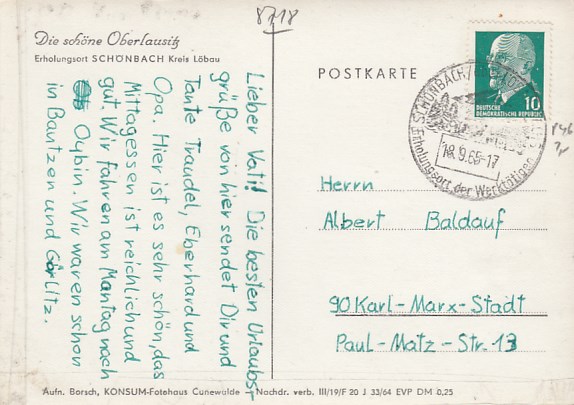 8718
Die schöne Oberlausitz
Erholungsort SCHÖNBACH Kreis Löbau
Lieber Vati! Die besten Urlaubs-
grüße von hier sendet Dir und
Tante Traudel, Eberhard und
Opa. Hier ist es sehr schön, das
Mittagessen ist reichlich und
gut. Wir fahren am Montag nach
Oybin. Wir waren schon
in Bautzen und Görlitz.
POSTKARTE
DEUTSCHE
DEMOKRATISCHE REPUBLIK
10
SCHÖNBACH
18.9.65-17
Erholungsort der Werktätigen
Herrn
Albert Baldauf
90 Karl-Marx-Stadt
Paul-Matz-Str. 13
Aufn. Borsch, KONSUM-Fotohaus Cunewalde - Nachdr. verb. III/19/F 20 J 33/64 EVP DM 0,25